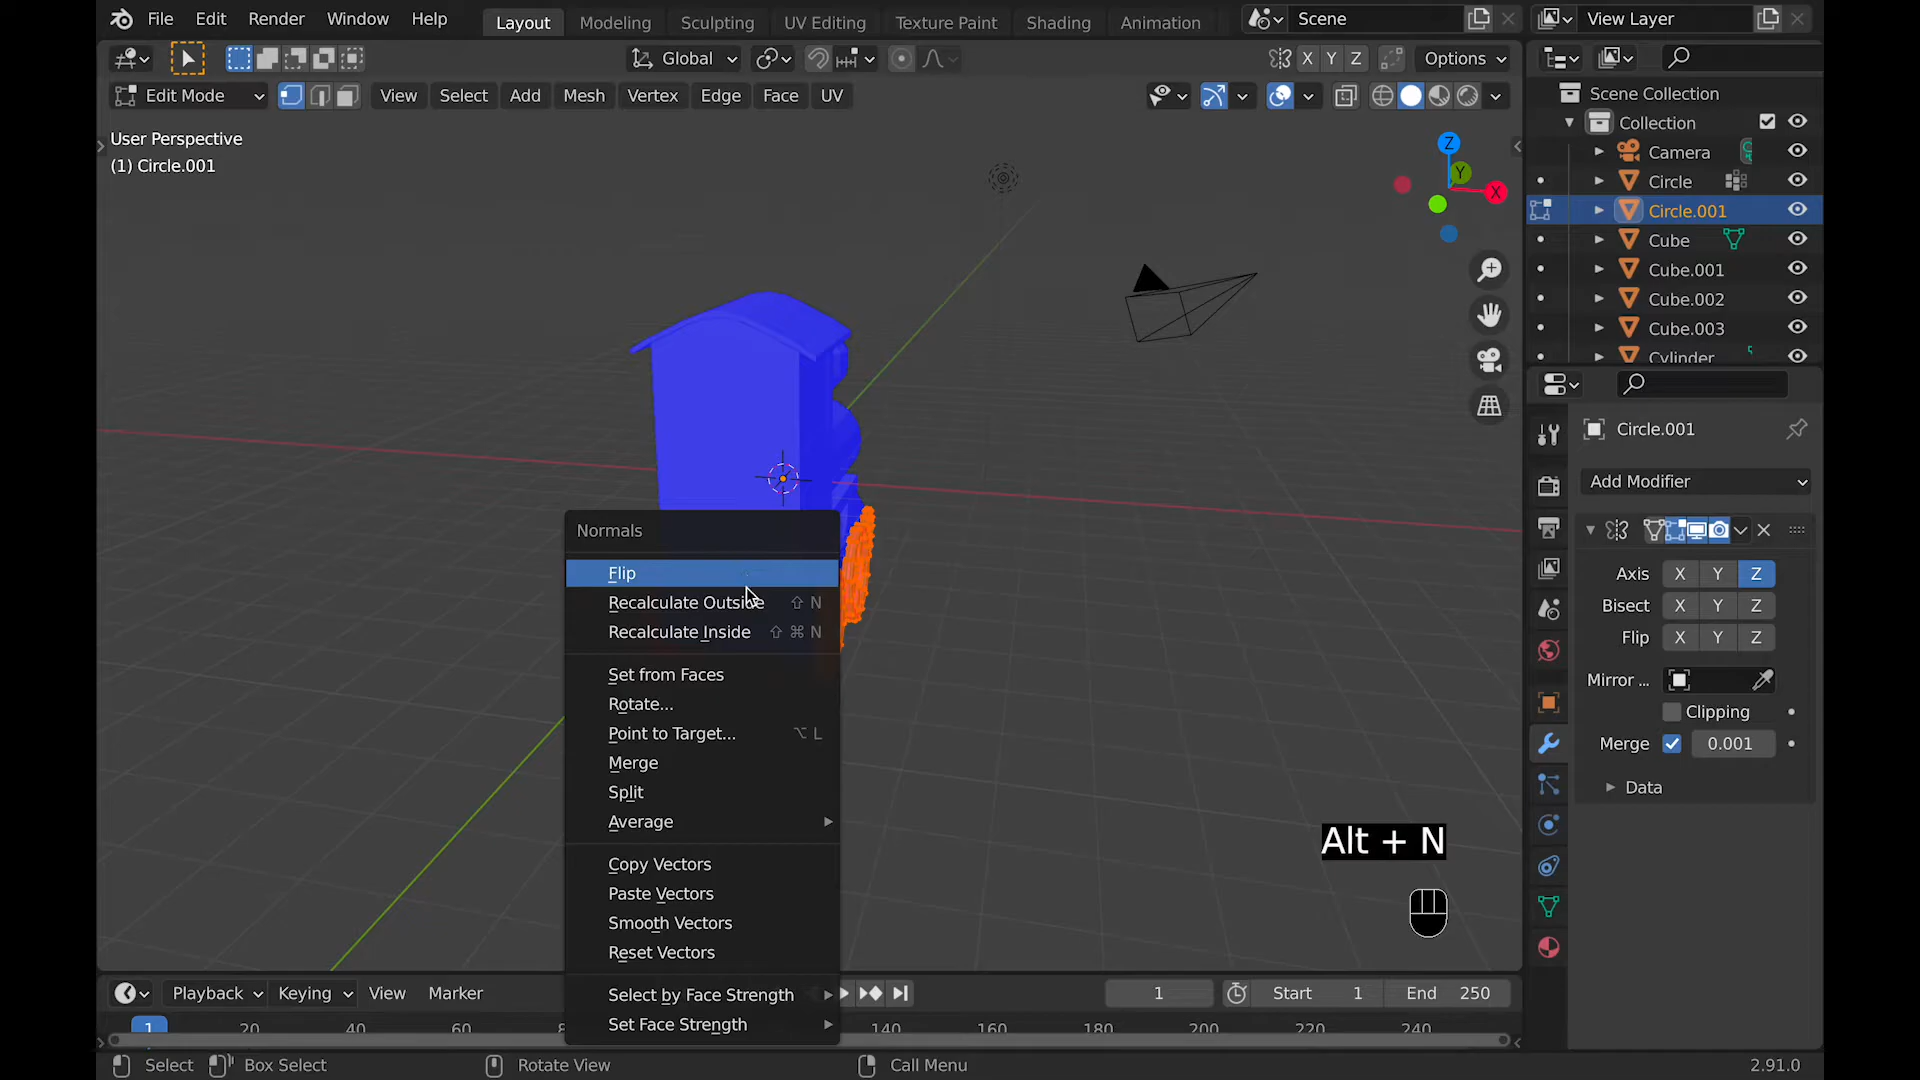 File Edit Render Window Help
Layout Modeling Sculpting UV Editing Texture Paint Shading Animation
Scene
View Layer
Global
X Y Z
Options
Edit Mode
View Select Add Mesh Vertex Edge Face UV
User Perspective
(1) Circle.001
Z
Y
X
Scene Collection
Collection
Camera
Circle
Circle.001
Cube
Cube.001
Cube.002
Cube.003
Cylinder
Circle.001
Add Modifier
Axis X Y Z
Bisect X Y Z
Flip X Y Z
Mirror ...
Clipping
Merge 0.001
Data
Normals
Flip
Recalculate Outside ⇧ N
Recalculate Inside ⇧ ⌘ N
Set from Faces
Rotate...
Point to Target... ⌥ L
Merge
Split
Average
Copy Vectors
Paste Vectors
Smooth Vectors
Reset Vectors
Select by Face Strength
Set Face Strength
Alt + N
Playback Keying View Marker
1
Start 1
End 250
1 20 40 60 8 140 160 180 200 220 240
Select Box Select Rotate View Call Menu
2.91.0